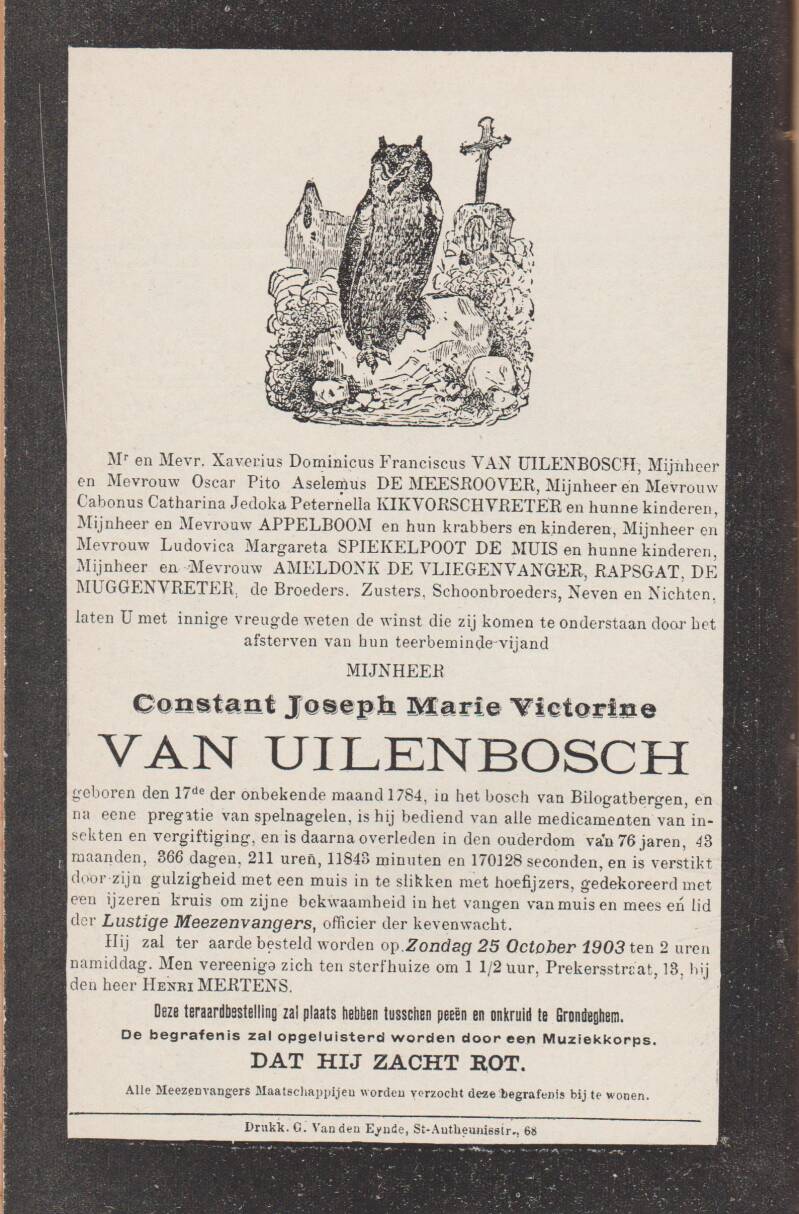 Mr en Mevr. Xaverius Dominicus Franciscus VAN UILENBOSCH, Mijnheer
en Mevrouw Oscar Pito Aselemus DE MEESROOVER, Mijnheer en Mevrouw
Cabonus Catharina Jedoka Peternella KIKVORSCHVRETER en hunne kinderen,
Mijnheer en Mevrouw APPELBOOM en hun krabbers en kinderen, Mijnheer en
Mevrouw Ludovica Margareta SPIEKELPOOT DE MUIS en hunne kinderen,
Mijnheer en Mevrouw AMELDONK DE VLIEGENVANGER, RAPSGAT, DE
MUGGENVRETER, de Broeders. Zusters, Schoonbroeders, Neven en Nichten,
laten U met innige vreugde weten de winst die zij komen te onderstaan door het
afsterven van hun teerbeminde vijand
MIJNHEER
Constant Joseph Marie Victorine
VAN UILENBOSCH
geboren den 17de der onbekende maand 1784, in het bosch van Bilogatbergen, en
na eene pregatie van spelnagelen, is hij bediend van alle medicamenten van in-
sekten en vergiftiging, en is daarna overleden in den ouderdom van 76 jaren, 43
maanden, 366 dagen, 211 uren, 11843 minuten en 170128 seconden, en is verstikt
door zijn gulzigheid met een muis in te slikken met hoefijzers, gedekoreerd met
een ijzeren kruis om zijne bekwaamheid in het vangen van muis en mees en lid
der Lustige Meezenvangers, officier der kevenwacht.
Hij zal ter aarde besteld worden op Zondag 25 October 1903 ten 2 uren
namiddag. Men vereenige zich ten sterfhuize om 1 1/2 uur, Prekersstraat, 13, bij
den heer HENRI MERTENS.
Deze teraardbestelling zal plaats hebben tusschen peeën en onkruid te Grondeghem.
De begrafenis zal opgeluisterd worden door een Muziekkorps.
DAT HIJ ZACHT ROT.
Alle Meezenvangers Maatschappijen worden verzocht deze begrafenis bij te wonen.
Drukk. G. Van den Eynde, St-Antheunisstr., 68